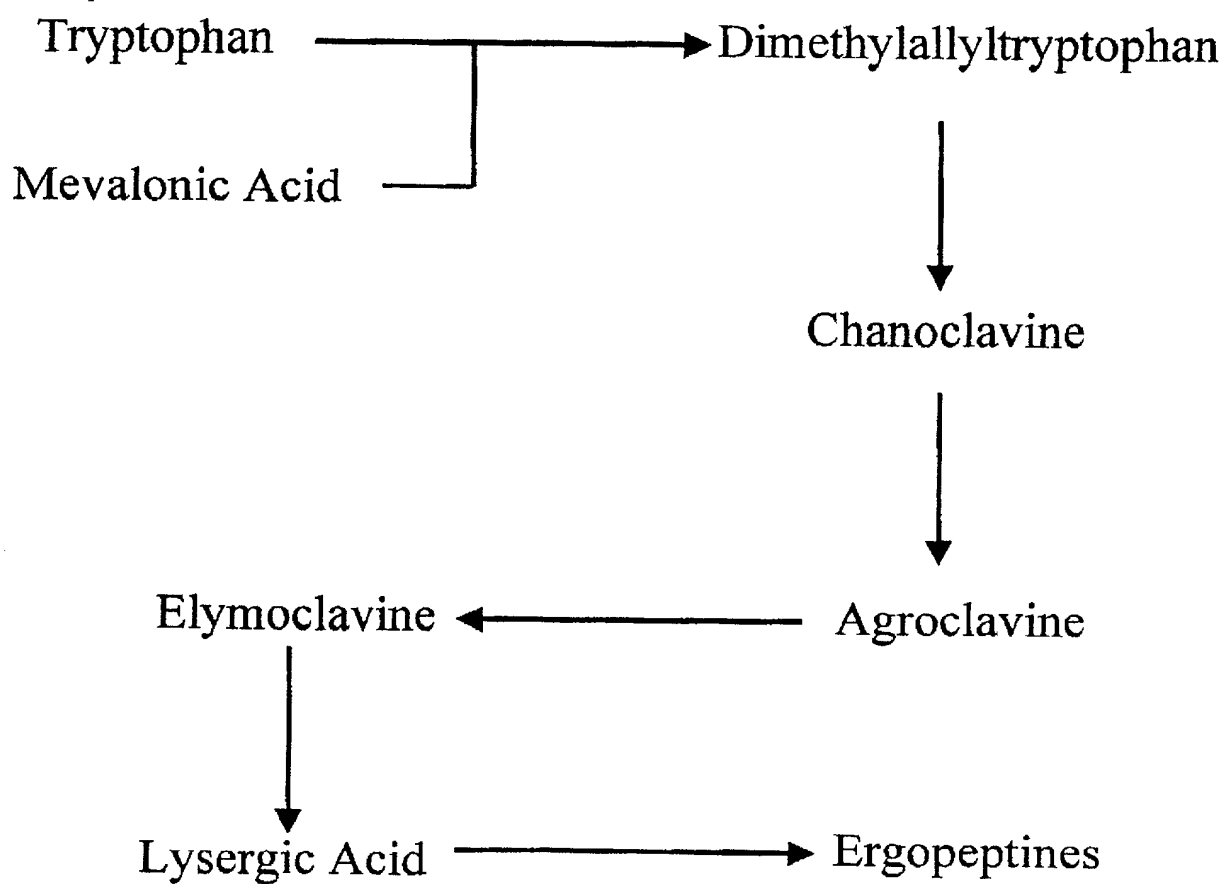 Tryptophan
Dimethylallyltryptophan
Mevalonic Acid
Chanoclavine
Elymoclavine
Agroclavine
Lysergic Acid
Ergopeptines